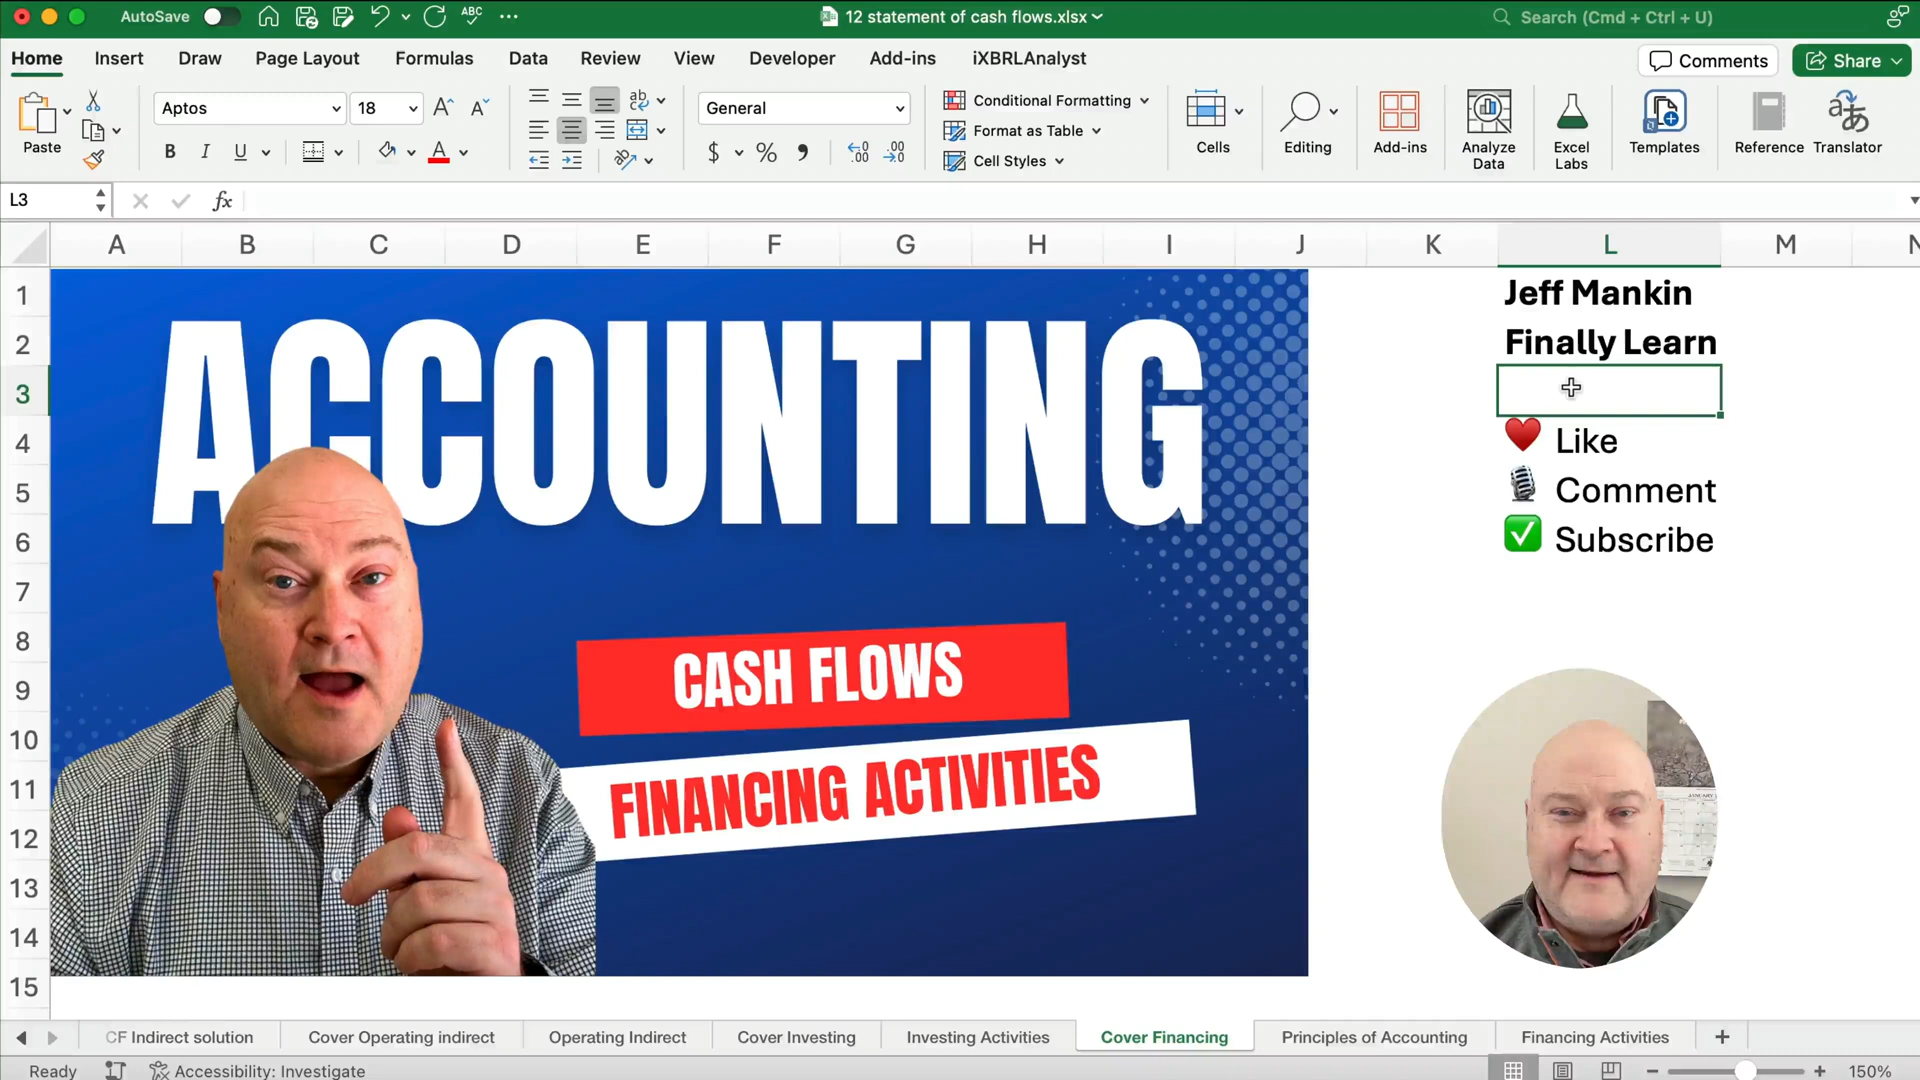 AutoSave
ABC
12 statement of cash flows.xlsx
Search (Cmd + Ctrl + U)
Home
Insert
Draw
Page Layout
Formulas
Data
Review
View
Developer
Add-ins
iXBRLAnalyst
Comments
Share
Paste
Aptos
18
B
I
U
A
ab
General
$ % ,
Conditional Formatting
Format as Table
Cell Styles
Cells
Editing
Add-ins
Analyze
Data
Excel
Labs
Templates
Reference
Translator
L3
fx
A B C D E F G H I J K L M N
1
2
3
4
5
6
7
8
9
10
11
12
13
14
15
ACCOUNTING
CASH FLOWS
FINANCING ACTIVITIES
Jeff Mankin
Finally Learn
Like
Comment
Subscribe
CF Indirect solution
Cover Operating indirect
Operating Indirect
Cover Investing
Investing Activities
Cover Financing
Principles of Accounting
Financing Activities
Ready
Accessibility: Investigate
150%